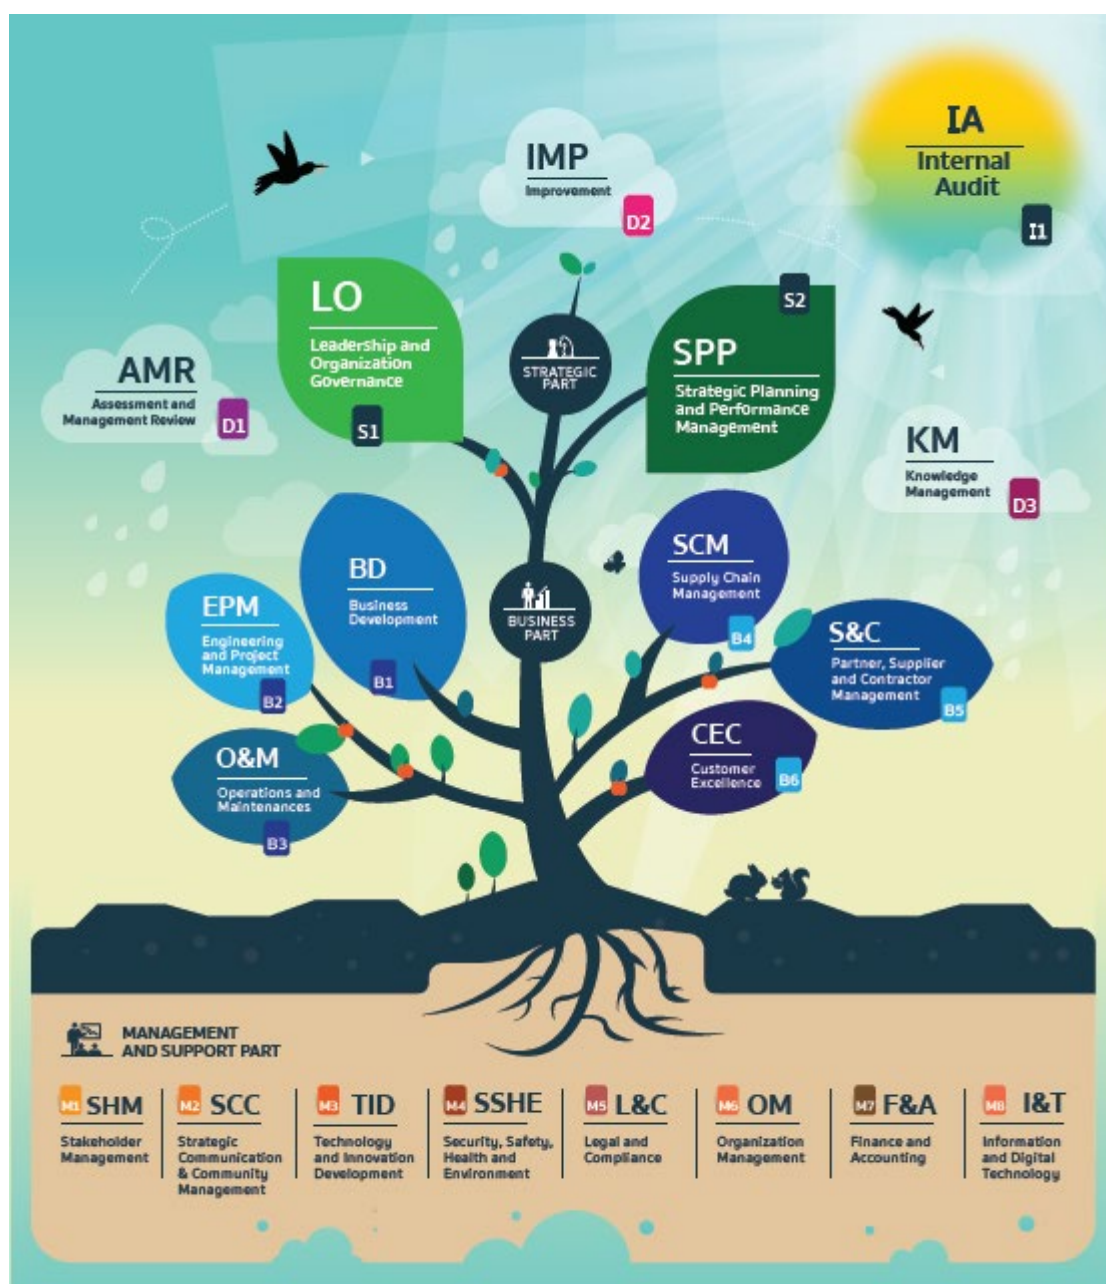 IA
Internal
Audit
I1
IMP
Improvement
D2
LO
Leadership and
Organization
Governance
S1
STRATEGIC
PART
S2
SPP
Strategic Planning
and Performance
Management
AMR
Assessment and
Management Review
D1
KM
Knowledge
Management
D3
BD
Business
Development
B1
SCM
Supply Chain
Management
B4
EPM
Engineering
and Project
Management
B2
BUSINESS
PART
S&C
Partner, Supplier
and Contractor
Management
B5
O&M
Operations and
Maintenances
B3
CEC
Customer
Excellence
B6
MANAGEMENT
AND SUPPORT PART
M1 SHM
Stakeholder
Management
M2 SCC
Strategic
Communication
& Community
Management
M3 TID
Technology
and Innovation
Development
M4 SSHE
Security, Safety,
Health and
Environment
M5 L&C
Legal and
Compliance
M6 OM
Organization
Management
M7 F&A
Finance and
Accounting
M8 I&T
Information
and Digital
Technology